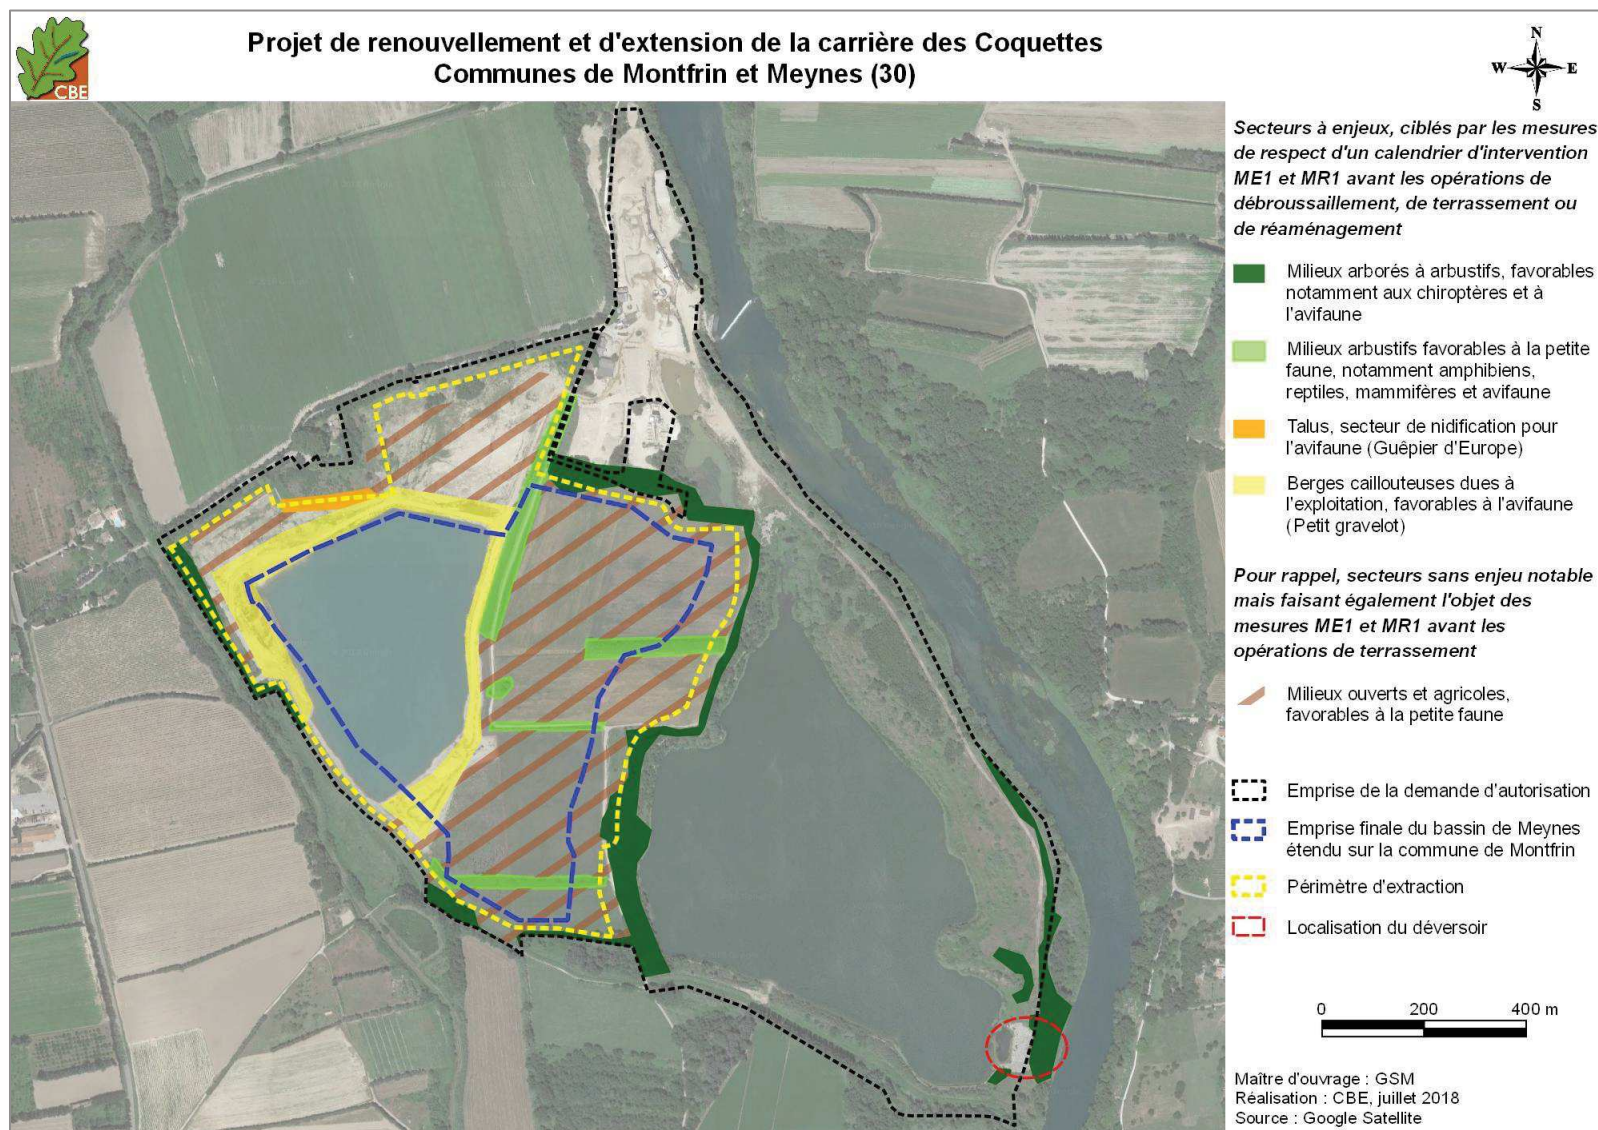 Projet de renouvellement et d'extension de la carrière des Coquettes
Communes de Montfrin et Meynes (30)
CBE
N
W
E
S
Secteurs à enjeux, ciblés par les mesures
de respect d'un calendrier d'intervention
ME1 et MR1 avant les opérations de
débroussaillement, de terrassement ou
de réaménagement
Milieux arborés à arbustifs, favorables
notamment aux chiroptères et à
l'avifaune
Milieux arbustifs favorables à la petite
faune, notamment amphibiens,
reptiles, mammifères et avifaune
Talus, secteur de nidification pour
l'avifaune (Guêpier d'Europe)
Berges caillouteuses dues à
l'exploitation, favorables à l'avifaune
(Petit gravelot)
Pour rappel, secteurs sans enjeu notable
mais faisant également l'objet des
mesures ME1 et MR1 avant les
opérations de terrassement
Milieux ouverts et agricoles,
favorables à la petite faune
Emprise de la demande d'autorisation
Emprise finale du bassin de Meynes
étendu sur la commune de Montfrin
Périmètre d'extraction
Localisation du déversoir
0 200 400 m
Maître d'ouvrage : GSM
Réalisation : CBE, juillet 2018
Source : Google Satellite